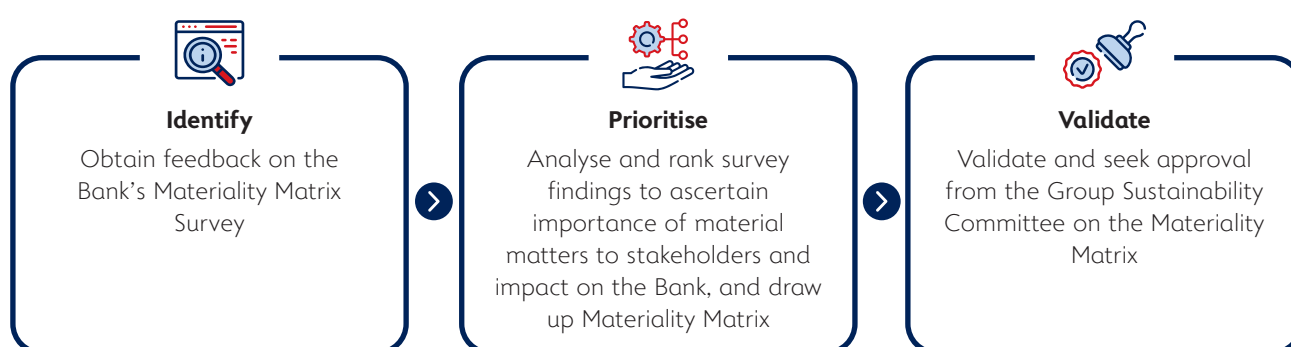 Identify
Obtain feedback on the
Bank’s Materiality Matrix
Survey
Prioritise
Analyse and rank survey
findings to ascertain
importance of material
matters to stakeholders and
impact on the Bank, and draw
up Materiality Matrix
Validate
Validate and seek approval
from the Group Sustainability
Committee on the Materiality
Matrix